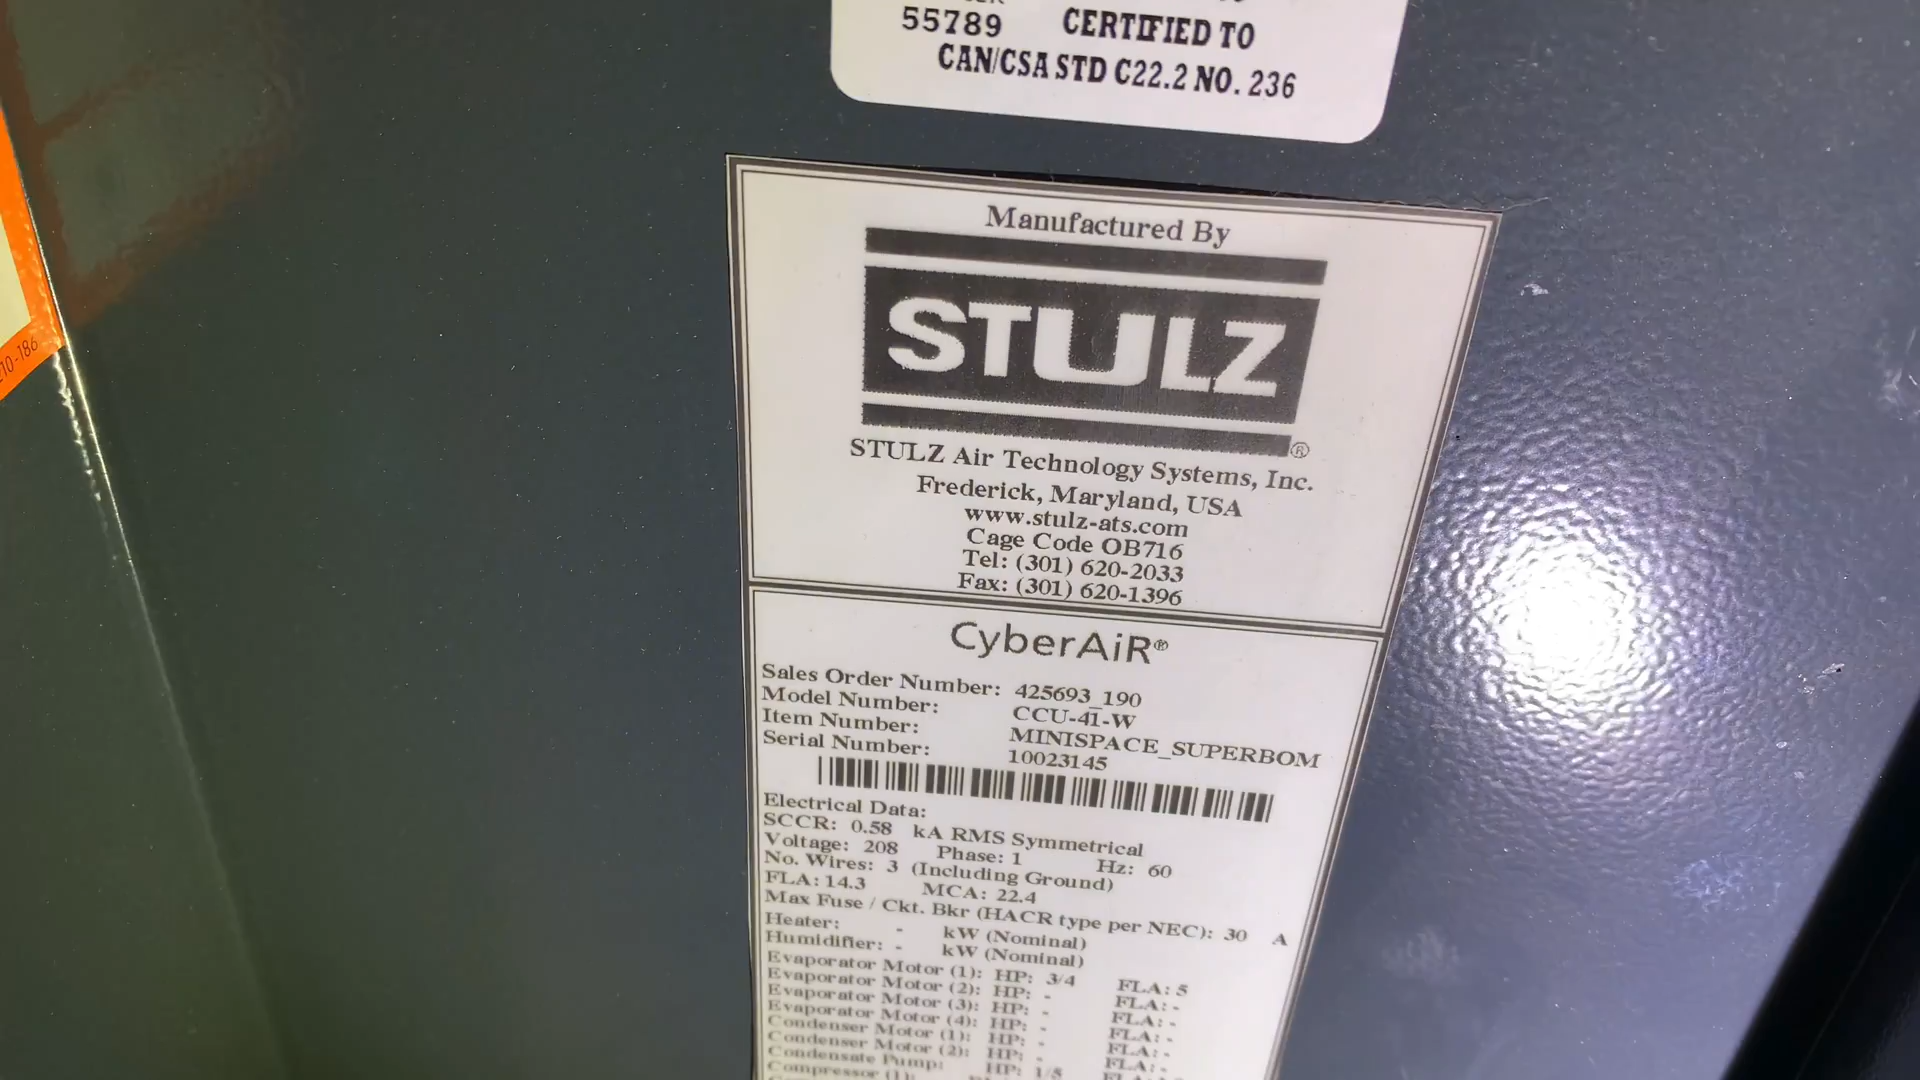 55789 CERTIFIED TO
CAN/CSA STD C22.2 NO. 236
10-186
Manufactured By
STULZ
®
STULZ Air Technology Systems, Inc.
Frederick, Maryland, USA
www.stulz-ats.com
Cage Code OB716
Tel: (301) 620-2033
Fax: (301) 620-1396
CyberAiR®
Sales Order Number: 425693_190
Model Number: CCU-41-W
Item Number: MINISPACE_SUPERBOM
Serial Number: 10023145
Electrical Data:
SCCR: 0.58 kA RMS Symmetrical
Voltage: 208 Phase: 1 Hz: 60
No. Wires: 3 (Including Ground)
FLA: 14.3 MCA: 22.4
Max Fuse / Ckt. Bkr (HACR type per NEC): 30 A
Heater: - kW (Nominal)
Humidifier: - kW (Nominal)
Evaporator Motor (1): HP: 3/4 FLA: 5
Evaporator Motor (2): HP: - FLA: -
Evaporator Motor (3): HP: - FLA: -
Evaporator Motor (4): HP: - FLA: -
Condenser Motor (1): HP: - FLA: -
Condenser Motor (2): HP: - FLA: -
Condensate Pump: HP: 1/5
Compressor (1):